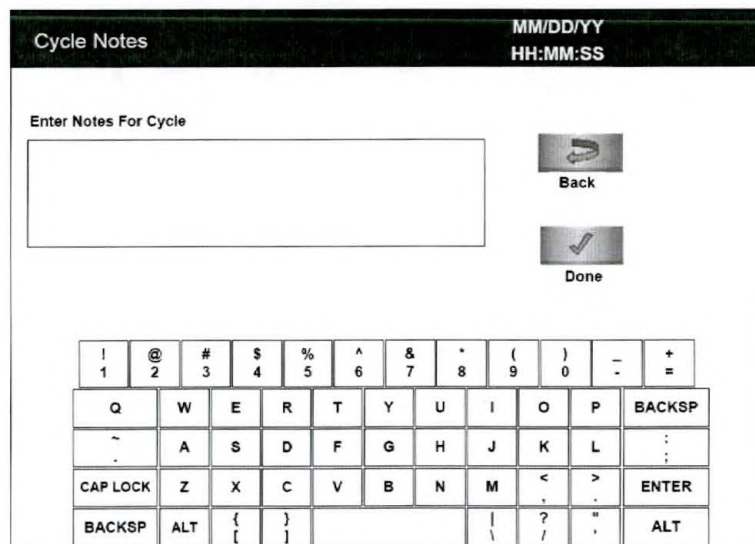 Cycle Notes
MM/DD/YY
HH:MM:SS
Enter Notes For Cycle
Back
Done
! @ # $ % ^ & * ( ) _ +
1 2 3 4 5 6 7 8 9 0 - =
Q W E R T Y U I O P BACKSP
~ :
A S D F G H J K L
;
CAP LOCK Z X C V B N M < > ENTER
, .
BACKSP ALT { } | ? " ALT
[ ] \ / '